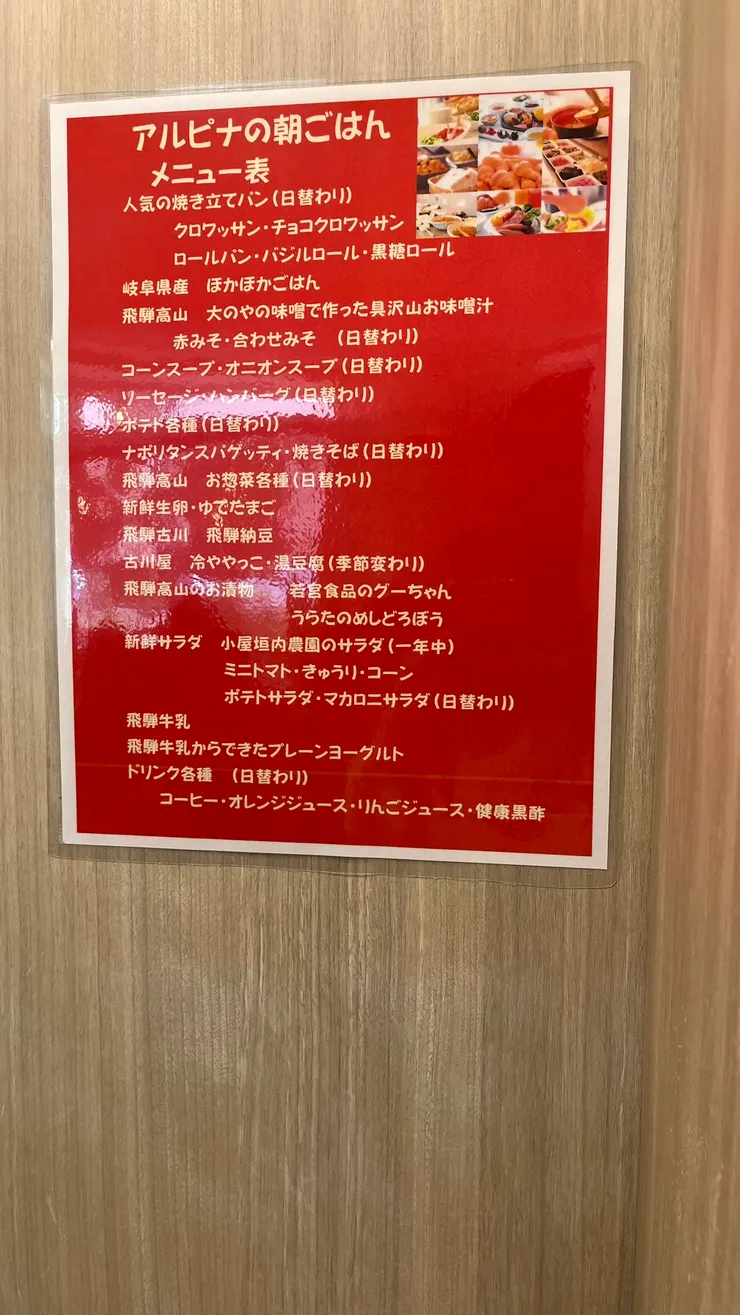 アルピナの朝ごはん
メニュー表
人気の焼き立てパン(日替わり)
クロワッサン・チョコクロワッサン
ロールパン・バジルロール・黒糖ロール
岐阜県産 ほかほかごはん
飛騨高山 大のやの味噌で作った具沢山お味噌汁
赤みそ・合わせみそ (日替わり)
コーンスープ・オニオンスープ(日替わり)
ソーセージ・ハンバーグ(日替わり)
ポテト各種(日替わり)
ナポリタンスパゲッティ・焼きそば(日替わり)
飛騨高山 お惣菜各種(日替わり)
新鮮生卵・ゆでたまご
飛騨古川 飛騨納豆
古川屋 冷ややっこ・湯豆腐(季節変わり)
飛騨高山のお漬物 若宮食品のグーちゃん
うらたのめしどろぼう
新鮮サラダ 小屋垣内農園のサラダ(一年中)
ミニトマト・きゅうり・コーン
ポテトサラダ・マカロニサラダ(日替わり)
飛騨牛乳
飛騨牛乳からできたプレーンヨーグルト
ドリンク各種 (日替わり)
コーヒー・オレンジジュース・りんごジュース・健康黒酢